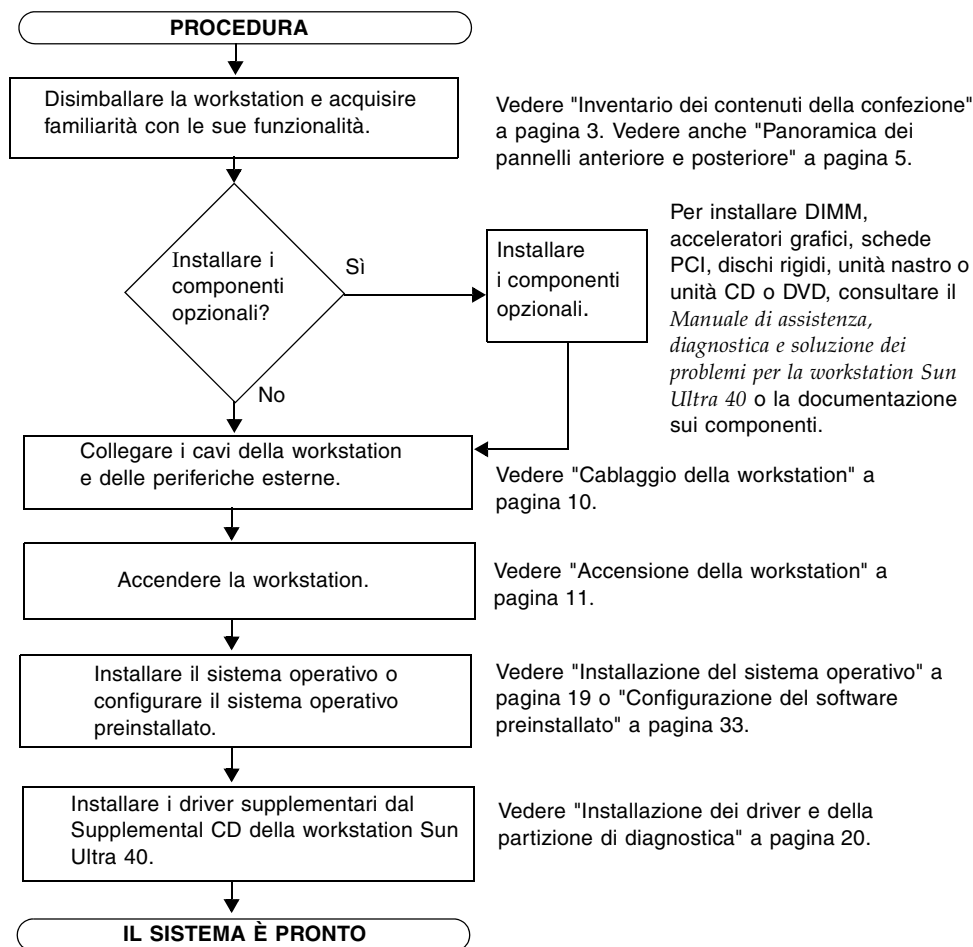 PROCEDURA
Disimballare la workstation e acquisire
familiarità con le sue funzionalità.
Vedere "Inventario dei contenuti della confezione"
a pagina 3. Vedere anche "Panoramica dei
pannelli anteriore e posteriore" a pagina 5.
Installare i
componenti
opzionali?
Sì
Installare
i componenti
opzionali.
Per installare DIMM,
acceleratori grafici, schede
PCI, dischi rigidi, unità nastro o
unità CD o DVD, consultare il
Manuale di assistenza,
diagnostica e soluzione dei
problemi per la workstation Sun
Ultra 40 o la documentazione
sui componenti.
No
Collegare i cavi della workstation
e delle periferiche esterne.
Vedere "Cablaggio della workstation" a
pagina 10.
Accendere la workstation.
Vedere "Accensione della workstation" a
pagina 11.
Installare il sistema operativo o
configurare il sistema operativo
preinstallato.
Vedere "Installazione del sistema operativo" a
pagina 19 o "Configurazione del software
preinstallato" a pagina 33.
Installare i driver supplementari dal
Supplemental CD della workstation Sun
Ultra 40.
Vedere "Installazione dei driver e della
partizione di diagnostica" a pagina 20.
IL SISTEMA È PRONTO